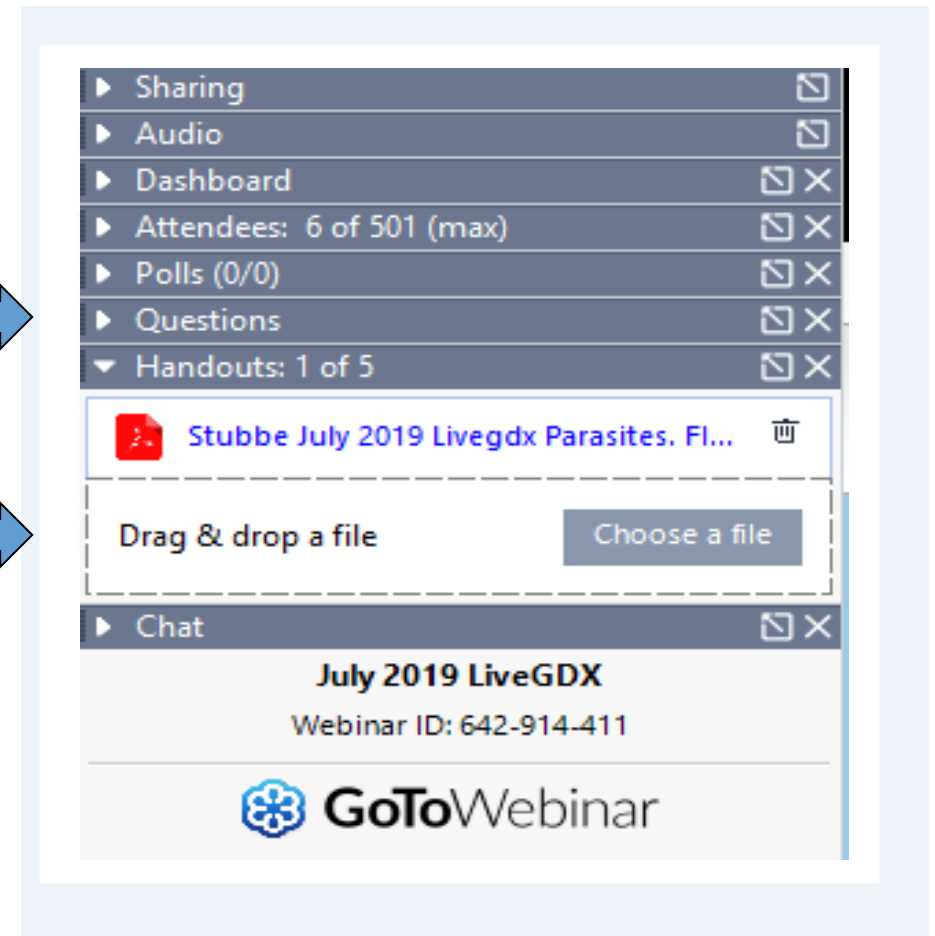 Sharing
Audio
Dashboard
Attendees: 6 of 501 (max)
Polls (0/0)
Questions
Handouts: 1 of 5
Stubbe July 2019 Livegdx Parasites. Fl...
Drag & drop a file
Choose a file
Chat
July 2019 LiveGDX
Webinar ID: 642-914-411
GoToWebinar